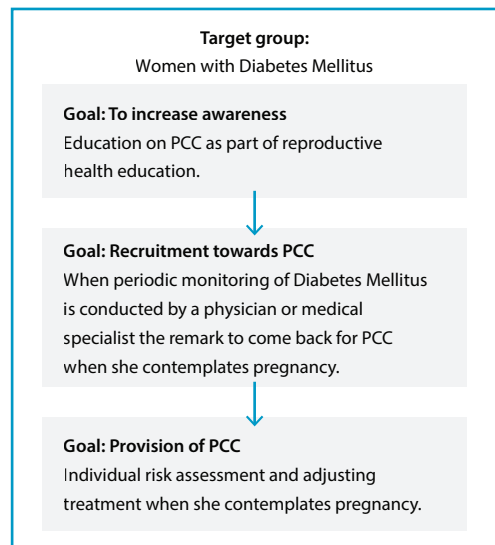 Target group:
Women with Diabetes Mellitus
Goal: To increase awareness
Education on PCC as part of reproductive
health education.
Goal: Recruitment towards PCC
When periodic monitoring of Diabetes Mellitus
is conducted by a physician or medical
specialist the remark to come back for PCC
when she contemplates pregnancy.
Goal: Provision of PCC
Individual risk assessment and adjusting
treatment when she contemplates pregnancy.